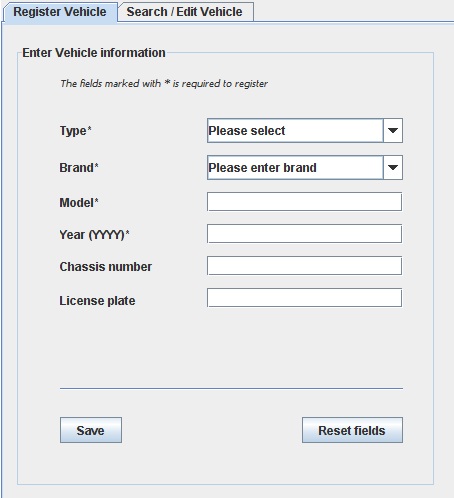 Register Vehicle Search / Edit Vehicle
Enter Vehicle information
The fields marked with * is required to register
Type* Please select
Brand* Please enter brand
Model*
Year (YYYY)*
Chassis number
License plate
Save Reset fields